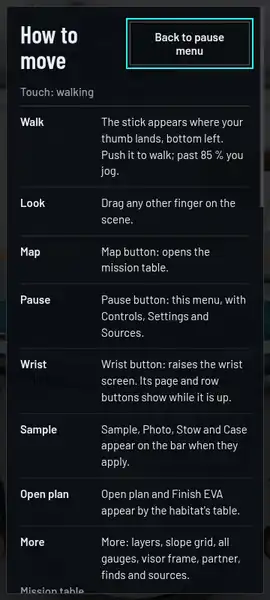 How to
move
Back to pause
menu
Touch: walking
Walk
The stick appears where your
thumb lands, bottom left.
Push it to walk; past 85 % you
jog.
Look
Drag any other finger on the
scene.
Map
Map button: opens the
mission table.
Pause
Pause button: this menu, with
Controls, Settings and
Sources.
Wrist
Wrist button: raises the wrist
screen. Its page and row
buttons show while it is up.
Sample
Sample, Photo, Stow and Case
appear on the bar when they
apply.
Open plan
Open plan and Finish EVA
appear by the habitat's table.
More
More: layers, slope grid, all
gauges, visor frame, partner,
finds and sources.
Mission table